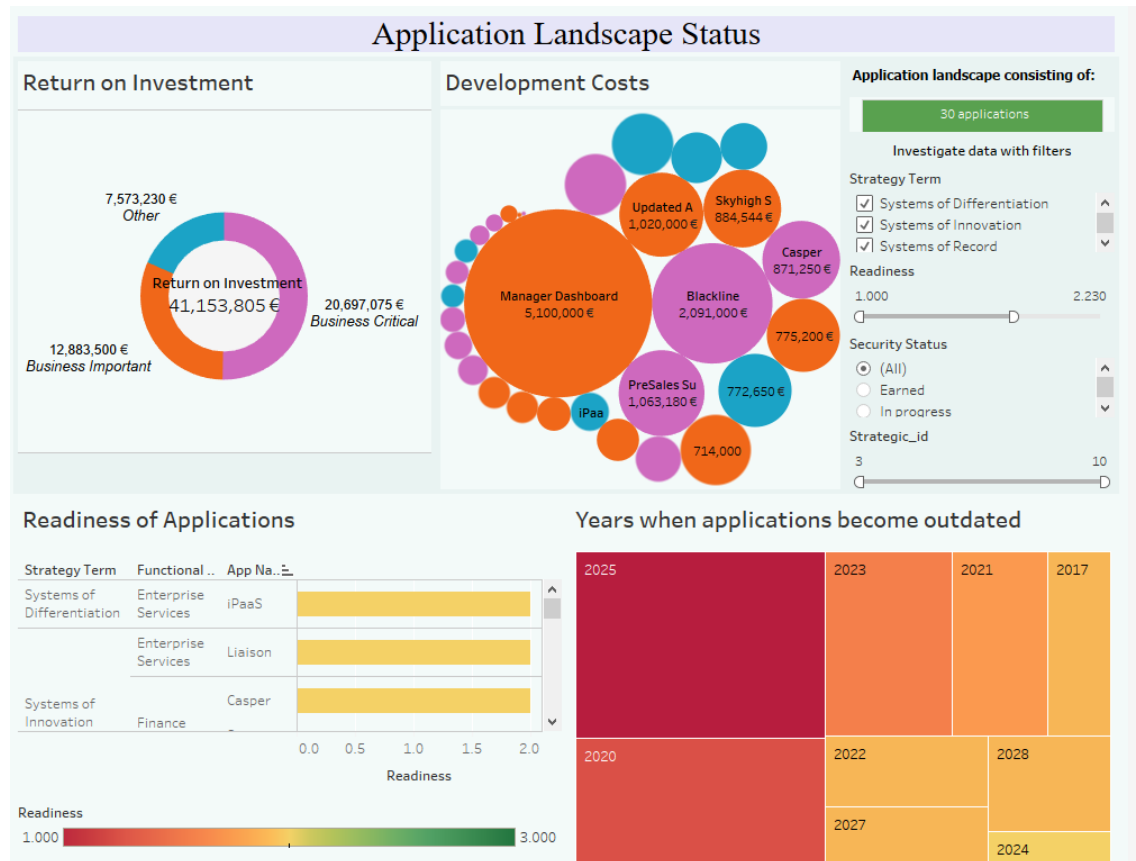 Application Landscape Status
Return on Investment
7,573,230 €
Other
Return on Investment
41,153,805 €
20,697,075 €
Business Critical
12,883,500 €
Business Important
Development Costs
Updated A
1,020,000 €
Skyhigh S
884,544 €
Casper
871,250 €
Manager Dashboard
5,100,000 €
Blackline
2,091,000 €
775,200 €
PreSales Su
1,063,180 €
772,650 €
iPaa
714,000
Application landscape consisting of:
30 applications
Investigate data with filters
Strategy Term
Systems of Differentiation
Systems of Innovation
Systems of Record
Readiness
1.000 2.230
Security Status
(All)
Earned
In progress
Strategic_id
3 10
Readiness of Applications
Strategy Term Functional .. App Na..
Systems of
Differentiation
Enterprise
Services
iPaaS
Enterprise
Services
Liaison
Systems of
Innovation
Finance
Casper
0.0 0.5 1.0 1.5 2.0
Readiness
Readiness
1.000 3.000
Years when applications become outdated
2025 2023 2021 2017
2020 2022 2028
2027
2024